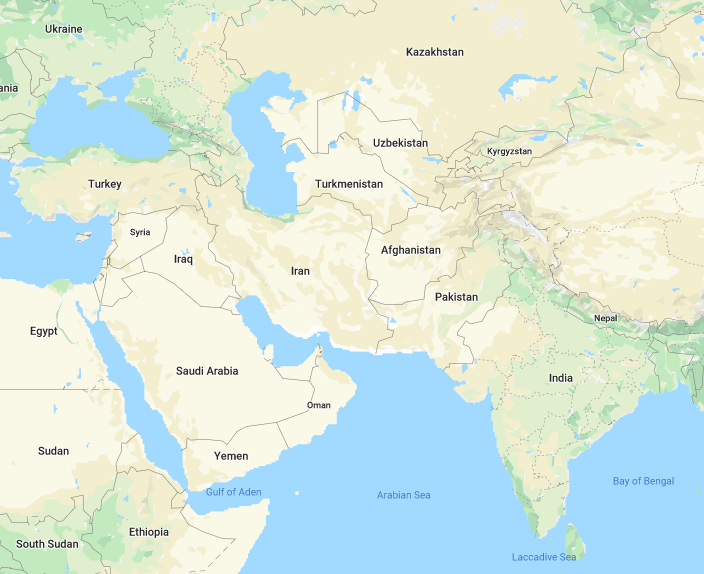 Ukraine
Kazakhstan
ania
Uzbekistan
Kyrgyzstan
Turkey
Turkmenistan
Syria
Afghanistan
Iraq
Iran
Pakistan
Nepal
Egypt
Saudi Arabia
India
Oman
Sudan
Yemen
Bay of Bengal
Gulf of Aden
Arabian Sea
Ethiopia
South Sudan
Laccadive Sea